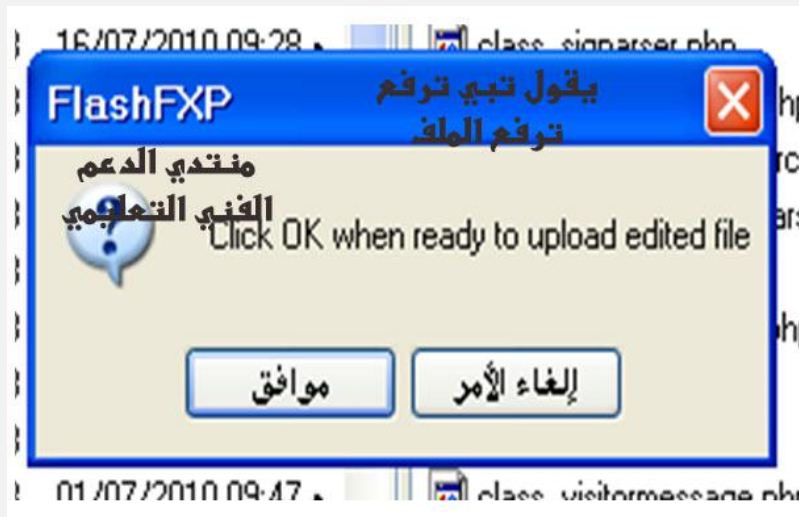 16/07/2010 09:28
class_sigparser.php
FlashFXP
يقول تبي ترفع
ترفع الملف
منتدي الدعم
الفني التعليمي
Click OK when ready to upload edited file
موافق
إلغاء الأمر
01/07/2010 09:47
class_visitormessage.php